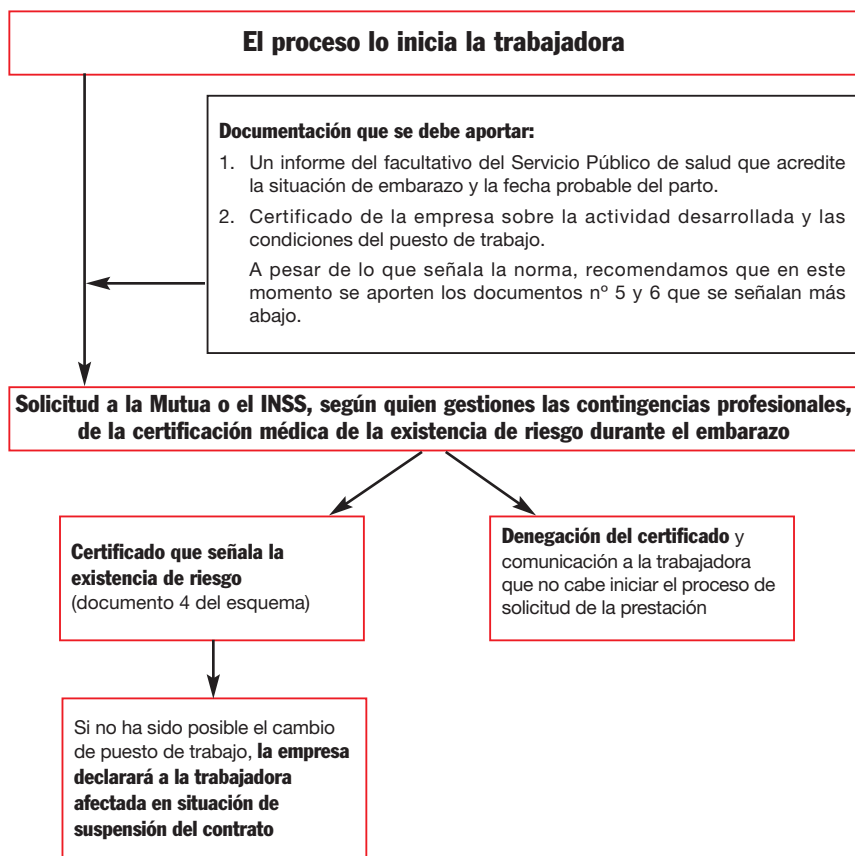 El proceso lo inicia la trabajadora
Documentación que se debe aportar:
1. Un informe del facultativo del Servicio Público de salud que acredite
la situación de embarazo y la fecha probable del parto.
2. Certificado de la empresa sobre la actividad desarrollada y las
condiciones del puesto de trabajo.
A pesar de lo que señala la norma, recomendamos que en este
momento se aporten los documentos nº 5 y 6 que se señalan más
abajo.
Solicitud a la Mutua o el INSS, según quien gestiones las contingencias profesionales,
de la certificación médica de la existencia de riesgo durante el embarazo
Certificado que señala la
existencia de riesgo
(documento 4 del esquema)
Denegación del certificado y
comunicación a la trabajadora
que no cabe iniciar el proceso de
solicitud de la prestación
Si no ha sido posible el cambio
de puesto de trabajo, la empresa
declarará a la trabajadora
afectada en situación de
suspensión del contrato